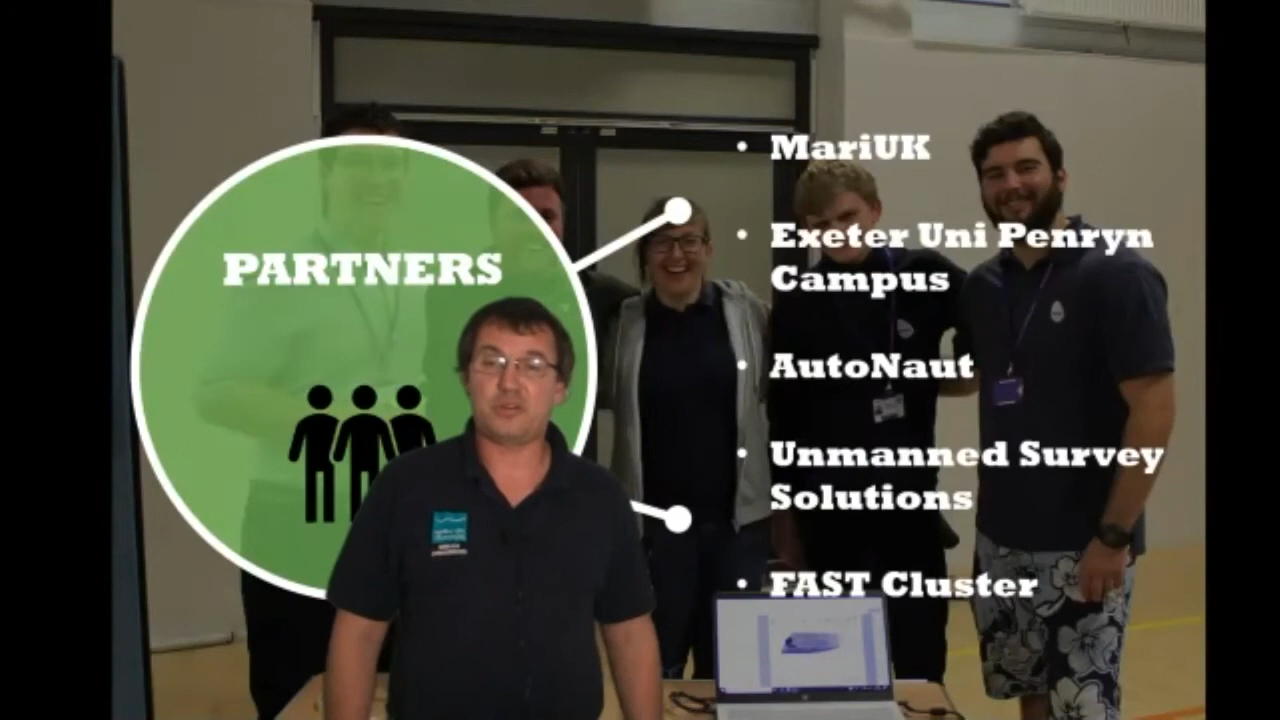 PARTNERS
• MariUK
• Exeter Uni Penryn
Campus
• AutoNaut
• Unmanned Survey
Solutions
• FAST Cluster